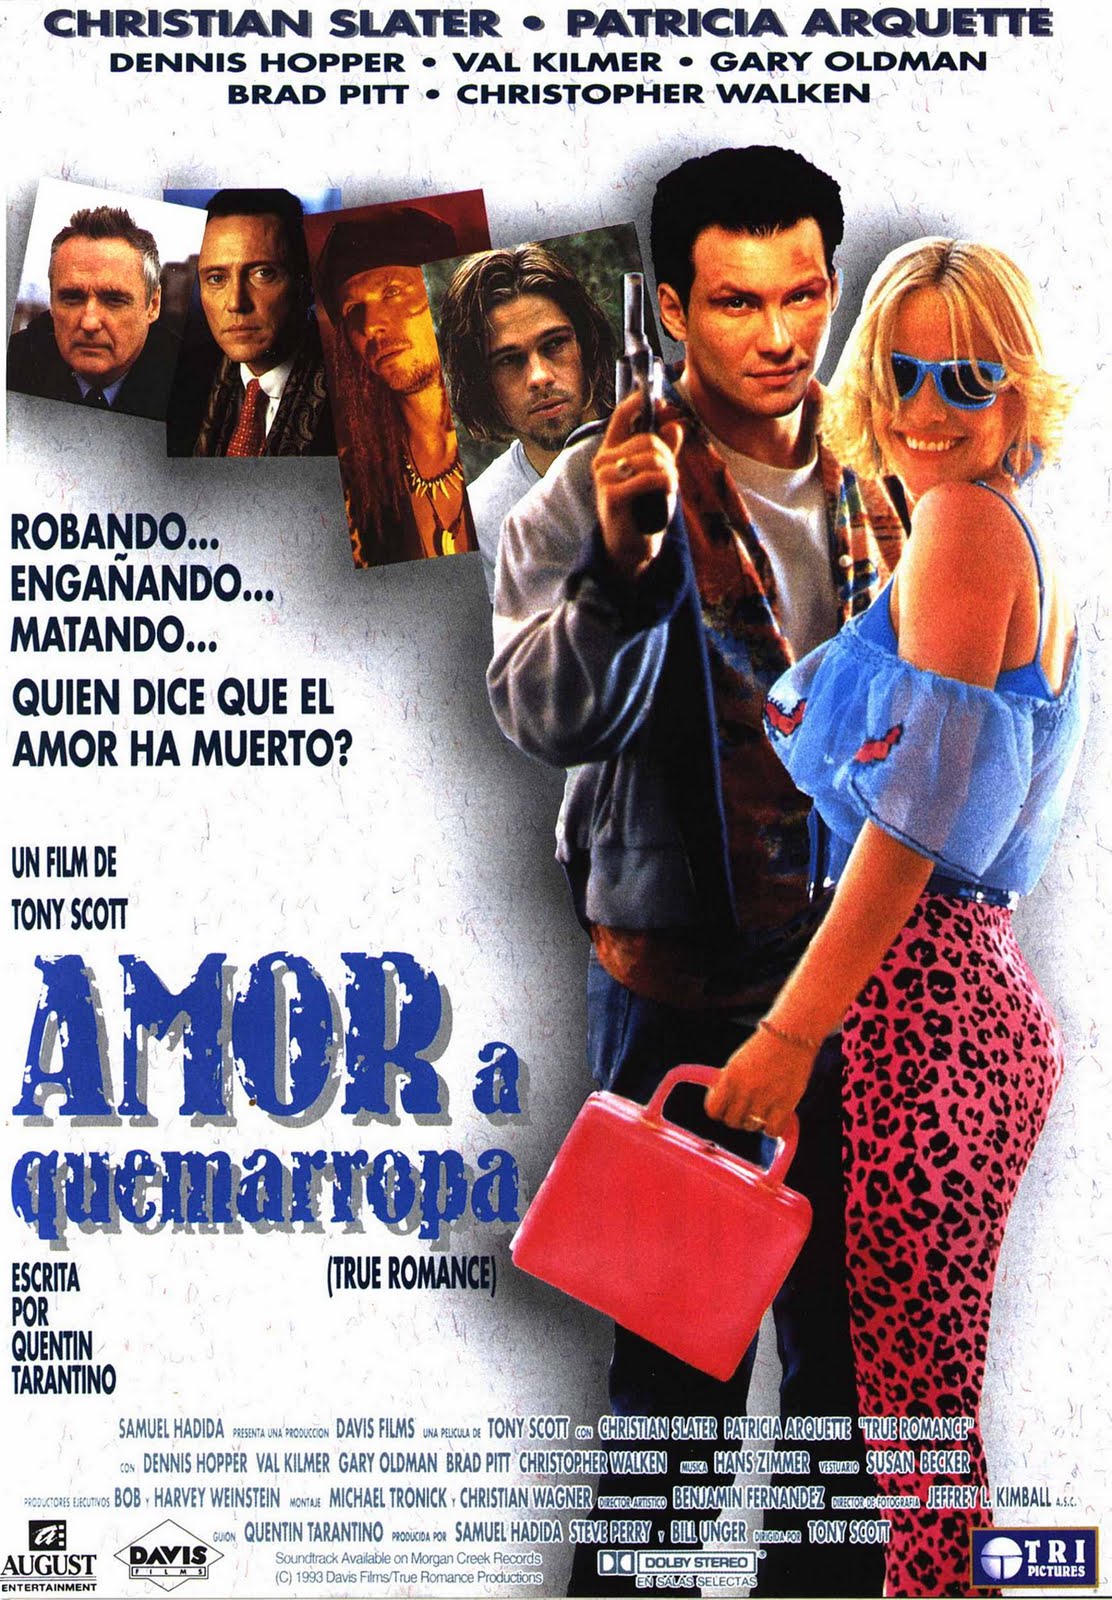 CHRISTIAN SLATER • PATRICIA ARQUETTE
DENNIS HOPPER • VAL KILMER • GARY OLDMAN
BRAD PITT • CHRISTOPHER WALKEN
ROBANDO...
ENGAÑANDO...
MATANDO...
QUIEN DICE QUE EL
AMOR HA MUERTO?
UN FILM DE
TONY SCOTT
AMOR a
quemarropa
(TRUE ROMANCE)
ESCRITA
POR
QUENTIN
TARANTINO
SAMUEL HADIDA PRESENTA UNA PRODUCCION DAVIS FILMS UNA PELICULA DE TONY SCOTT CON CHRISTIAN SLATER PATRICIA ARQUETTE "TRUE ROMANCE"
CON DENNIS HOPPER VAL KILMER GARY OLDMAN BRAD PITT CHRISTOPHER WALKEN MUSICA HANS ZIMMER VESTUARIO SUSAN BECKER
PRODUCTORES EJECUTIVOS BOB Y HARVEY WEINSTEIN MONTAJE MICHAEL TRONICK Y CHRISTIAN WAGNER DIRECTOR ARTISTICO BENJAMIN FERNANDEZ DIRECTOR DE FOTOGRAFIA JEFFREY L. KIMBALL A.S.C.
GUION QUENTIN TARANTINO PRODUCIDA POR SAMUEL HADIDA STEVE PERRY Y BILL UNGER DIRIGIDA POR TONY SCOTT
Soundtrack Available on Morgan Creek Records
(C) 1993 Davis Films/True Romance Productions
DOLBY STEREO
EN SALAS SELECTAS
AUGUST
ENTERTAINMENT
DAVIS
FILMS
TRI
PICTURES